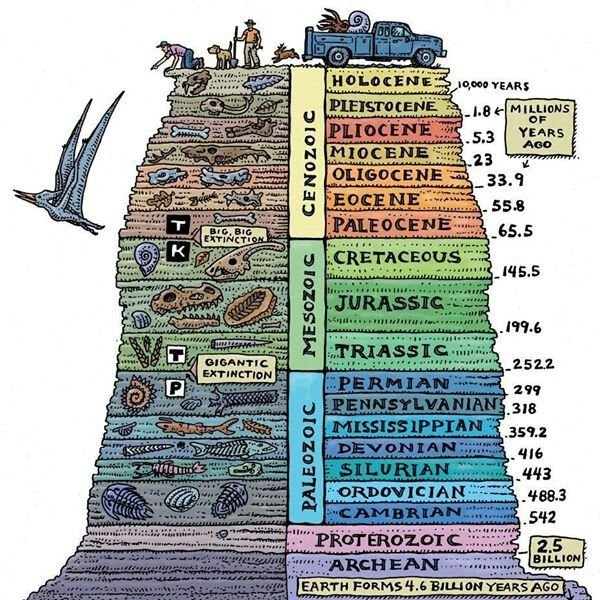 HOLOCENE
10,000 YEARS
PLEISTOCENE
1.8
MILLIONS
OF
YEARS
AGO
PLIOCENE
5.3
MIOCENE
23
OLIGOCENE
33.9
EOCENE
55.8
PALEOCENE
65.5
CENOZOIC
T
BIG, BIG
EXTINCTION
K
CRETACEOUS
145.5
JURASSIC
199.6
TRIASSIC
252.2
MESOZOIC
T
GIGANTIC
EXTINCTION
P
PERMIAN
299
PENNSYLVANIAN
318
MISSISSIPPIAN
359.2
DEVONIAN
416
SILURIAN
443
ORDOVICIAN
488.3
CAMBRIAN
542
PALEOZOIC
PROTEROZOIC
2.5
BILLION
ARCHEAN
EARTH FORMS 4.6 BILLION YEARS AGO